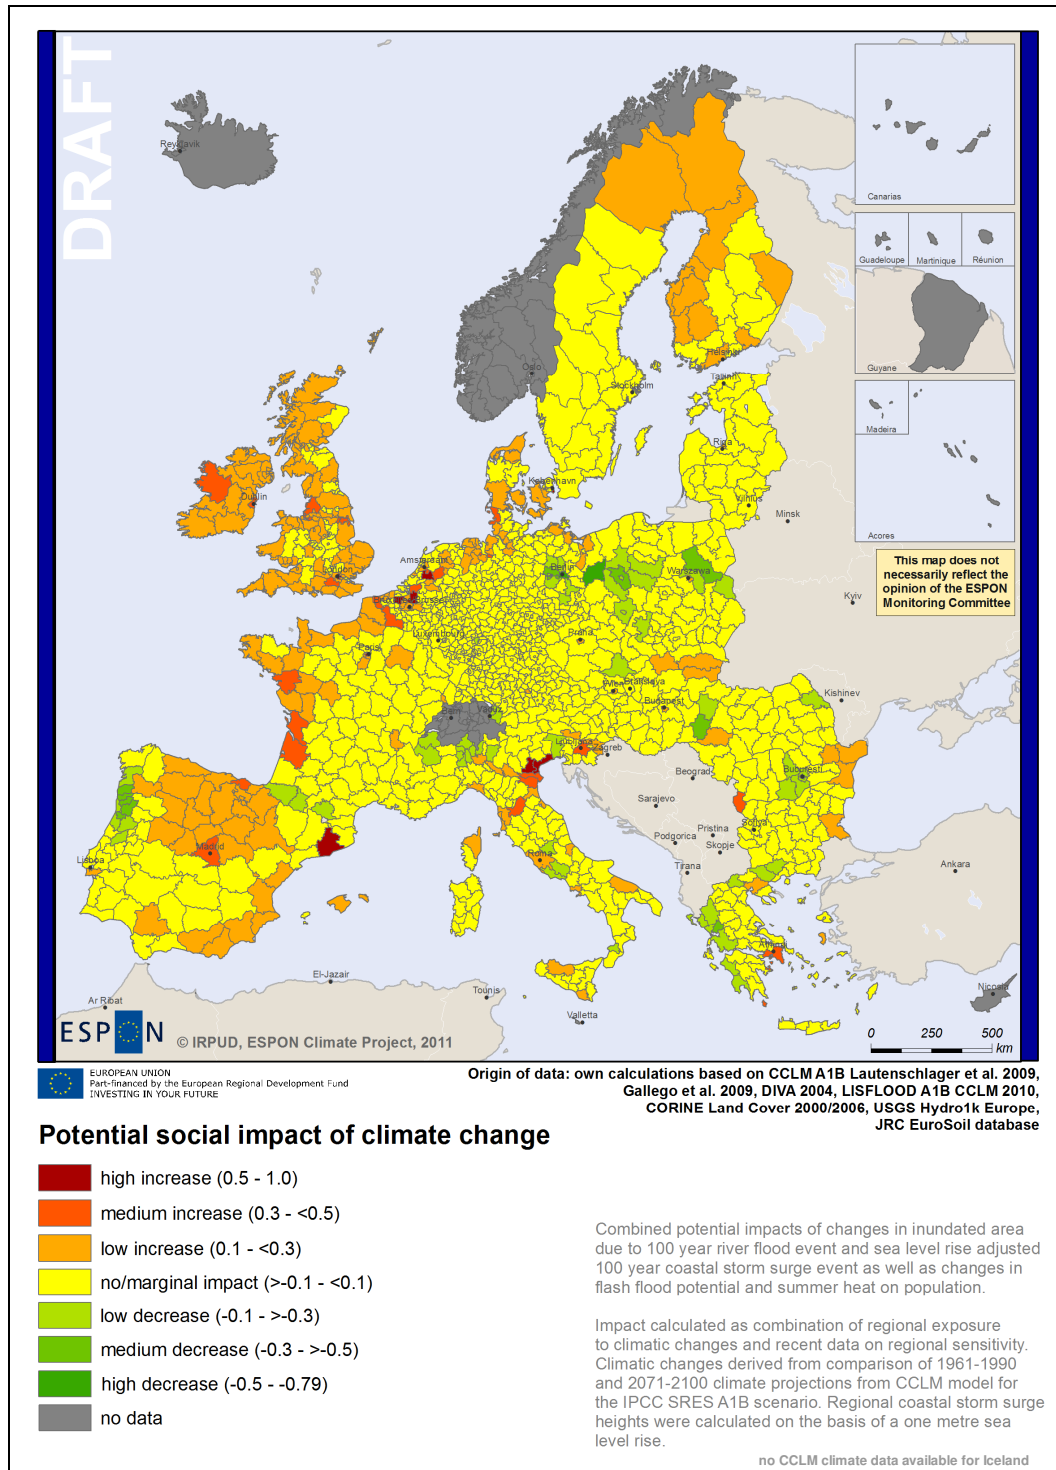 DRAFT
Reykjavik
Canarias
Guadeloupe
Martinique
Réunion
Guyane
Madeira
Acores
Oslo
Helsinki
Tallinn
Stockholm
Riga
København
Vilnius
Minsk
Dublin
London
Amsterdam
Berlin
Warszawa
This map does not
necessarily reflect the
opinion of the ESPON
Monitoring Committee
Kyiv
Luxembourg
Paris
Praha
Wien
Bratislava
Budapest
Kishinev
Bern
Vaduz
Ljubljana
Zagreb
Beograd
Bucuresti
Sarajevo
Pristina
Sofiya
Podgorica
Skopje
Tirana
Ankara
Madrid
Lisboa
Roma
Athinai
Nicosia
El-Jazair
Tounis
Ar Ribat
Valletta
ESPON
© IRPUD, ESPON Climate Project, 2011
0 250 500
km
EUROPEAN UNION
Part-financed by the European Regional Development Fund
INVESTING IN YOUR FUTURE
Origin of data: own calculations based on CCLM A1B Lautenschlager et al. 2009,
Gallego et al. 2009, DIVA 2004, LISFLOOD A1B CCLM 2010,
CORINE Land Cover 2000/2006, USGS Hydro1k Europe,
JRC EuroSoil database
Potential social impact of climate change
high increase (0.5 - 1.0)
medium increase (0.3 - <0.5)
low increase (0.1 - <0.3)
no/marginal impact (>-0.1 - <0.1)
low decrease (-0.1 - >-0.3)
medium decrease (-0.3 - >-0.5)
high decrease (-0.5 - -0.79)
no data
Combined potential impacts of changes in inundated area
due to 100 year river flood event and sea level rise adjusted
100 year coastal storm surge event as well as changes in
flash flood potential and summer heat on population.
Impact calculated as combination of regional exposure
to climatic changes and recent data on regional sensitivity.
Climatic changes derived from comparison of 1961-1990
and 2071-2100 climate projections from CCLM model for
the IPCC SRES A1B scenario. Regional coastal storm surge
heights were calculated on the basis of a one metre sea
level rise.
no CCLM climate data available for Iceland